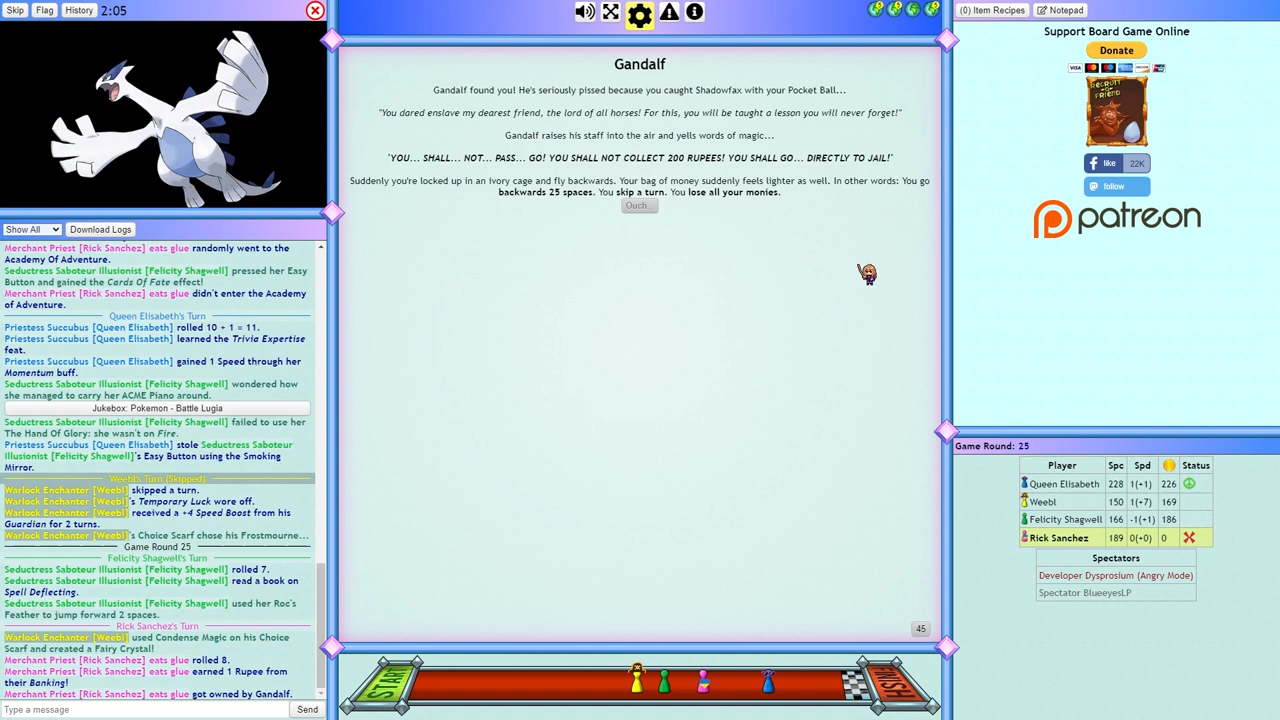 Skip Flag History 2:05
(0) Item Recipes Notepad
Support Board Game Online
Donate
VISA
RECRUIT
A
FRIEND
like 22K
follow
patreon
Gandalf
Gandalf found you! He's seriously pissed because you caught Shadowfax with your Pocket Ball...
"You dared enslave my dearest friend, the lord of all horses! For this, you will be taught a lesson you will never forget!"
Gandalf raises his staff into the air and yells words of magic...
'YOU... SHALL... NOT... PASS... GO! YOU SHALL NOT COLLECT 200 RUPEES! YOU SHALL GO... DIRECTLY TO JAIL!'
Suddenly you're locked up in an ivory cage and fly backwards. Your bag of money suddenly feels lighter as well. In other words: You go
backwards 25 spaces. You skip a turn. You lose all your monies.
Ouch...
45
Show All Download Logs
Merchant Priest [Rick Sanchez] eats glue randomly went to the
Academy Of Adventure.
Seductress Saboteur Illusionist [Felicity Shagwell] pressed her Easy
Button and gained the Cards Of Fate effect!
Merchant Priest [Rick Sanchez] eats glue didn't enter the Academy
of Adventure.
Queen Elisabeth's Turn
Priestess Succubus [Queen Elisabeth] rolled 10 + 1 = 11.
Priestess Succubus [Queen Elisabeth] learned the Trivia Expertise
feat.
Priestess Succubus [Queen Elisabeth] gained 1 Speed through her
Momentum buff.
Seductress Saboteur Illusionist [Felicity Shagwell] wondered how
she managed to carry her ACME Piano around.
Jukebox: Pokemon - Battle Lugia
Seductress Saboteur Illusionist [Felicity Shagwell] failed to use her
The Hand Of Glory: she wasn't on Fire.
Priestess Succubus [Queen Elisabeth] stole Seductress Saboteur
Illusionist [Felicity Shagwell]'s Easy Button using the Smoking
Mirror.
Weebl's Turn (Skipped)
Warlock Enchanter [Weebl] skipped a turn.
Warlock Enchanter [Weebl]'s Temporary Luck wore off.
Warlock Enchanter [Weebl] received a +4 Speed Boost from his
Guardian for 2 turns.
Warlock Enchanter [Weebl]'s Choice Scarf chose his Frostmourne...
Game Round 25
Felicity Shagwell's Turn
Seductress Saboteur Illusionist [Felicity Shagwell] rolled 7.
Seductress Saboteur Illusionist [Felicity Shagwell] read a book on
Spell Deflecting.
Seductress Saboteur Illusionist [Felicity Shagwell] used her Roc's
Feather to jump forward 2 spaces.
Rick Sanchez's Turn
Warlock Enchanter [Weebl] used Condense Magic on his Choice
Scarf and created a Fairy Crystal!
Merchant Priest [Rick Sanchez] eats glue rolled 8.
Merchant Priest [Rick Sanchez] eats glue earned 1 Rupee from
their Banking!
Merchant Priest [Rick Sanchez] eats glue got owned by Gandalf.
Type a message Send
START
FINISH
Game Round: 25
Player Spc Spd Status
Queen Elisabeth 228 1(+1) 226
Weebl 150 1(+7) 169
Felicity Shagwell 166 -1(+1) 186
Rick Sanchez 189 0(+0) 0
Spectators
Developer Dysprosium (Angry Mode)
Spectator BlueeyesLP